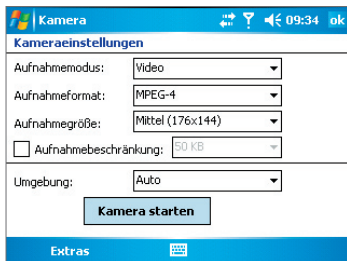 Kamera 09:34 ok
Kameraeinstellungen
Aufnahmemodus: Video
Aufnahmeformat: MPEG-4
Aufnahmegröße: Mittel (176x144)
Aufnahmebeschränkung: 50 KB
Umgebung: Auto
Kamera starten
Extras